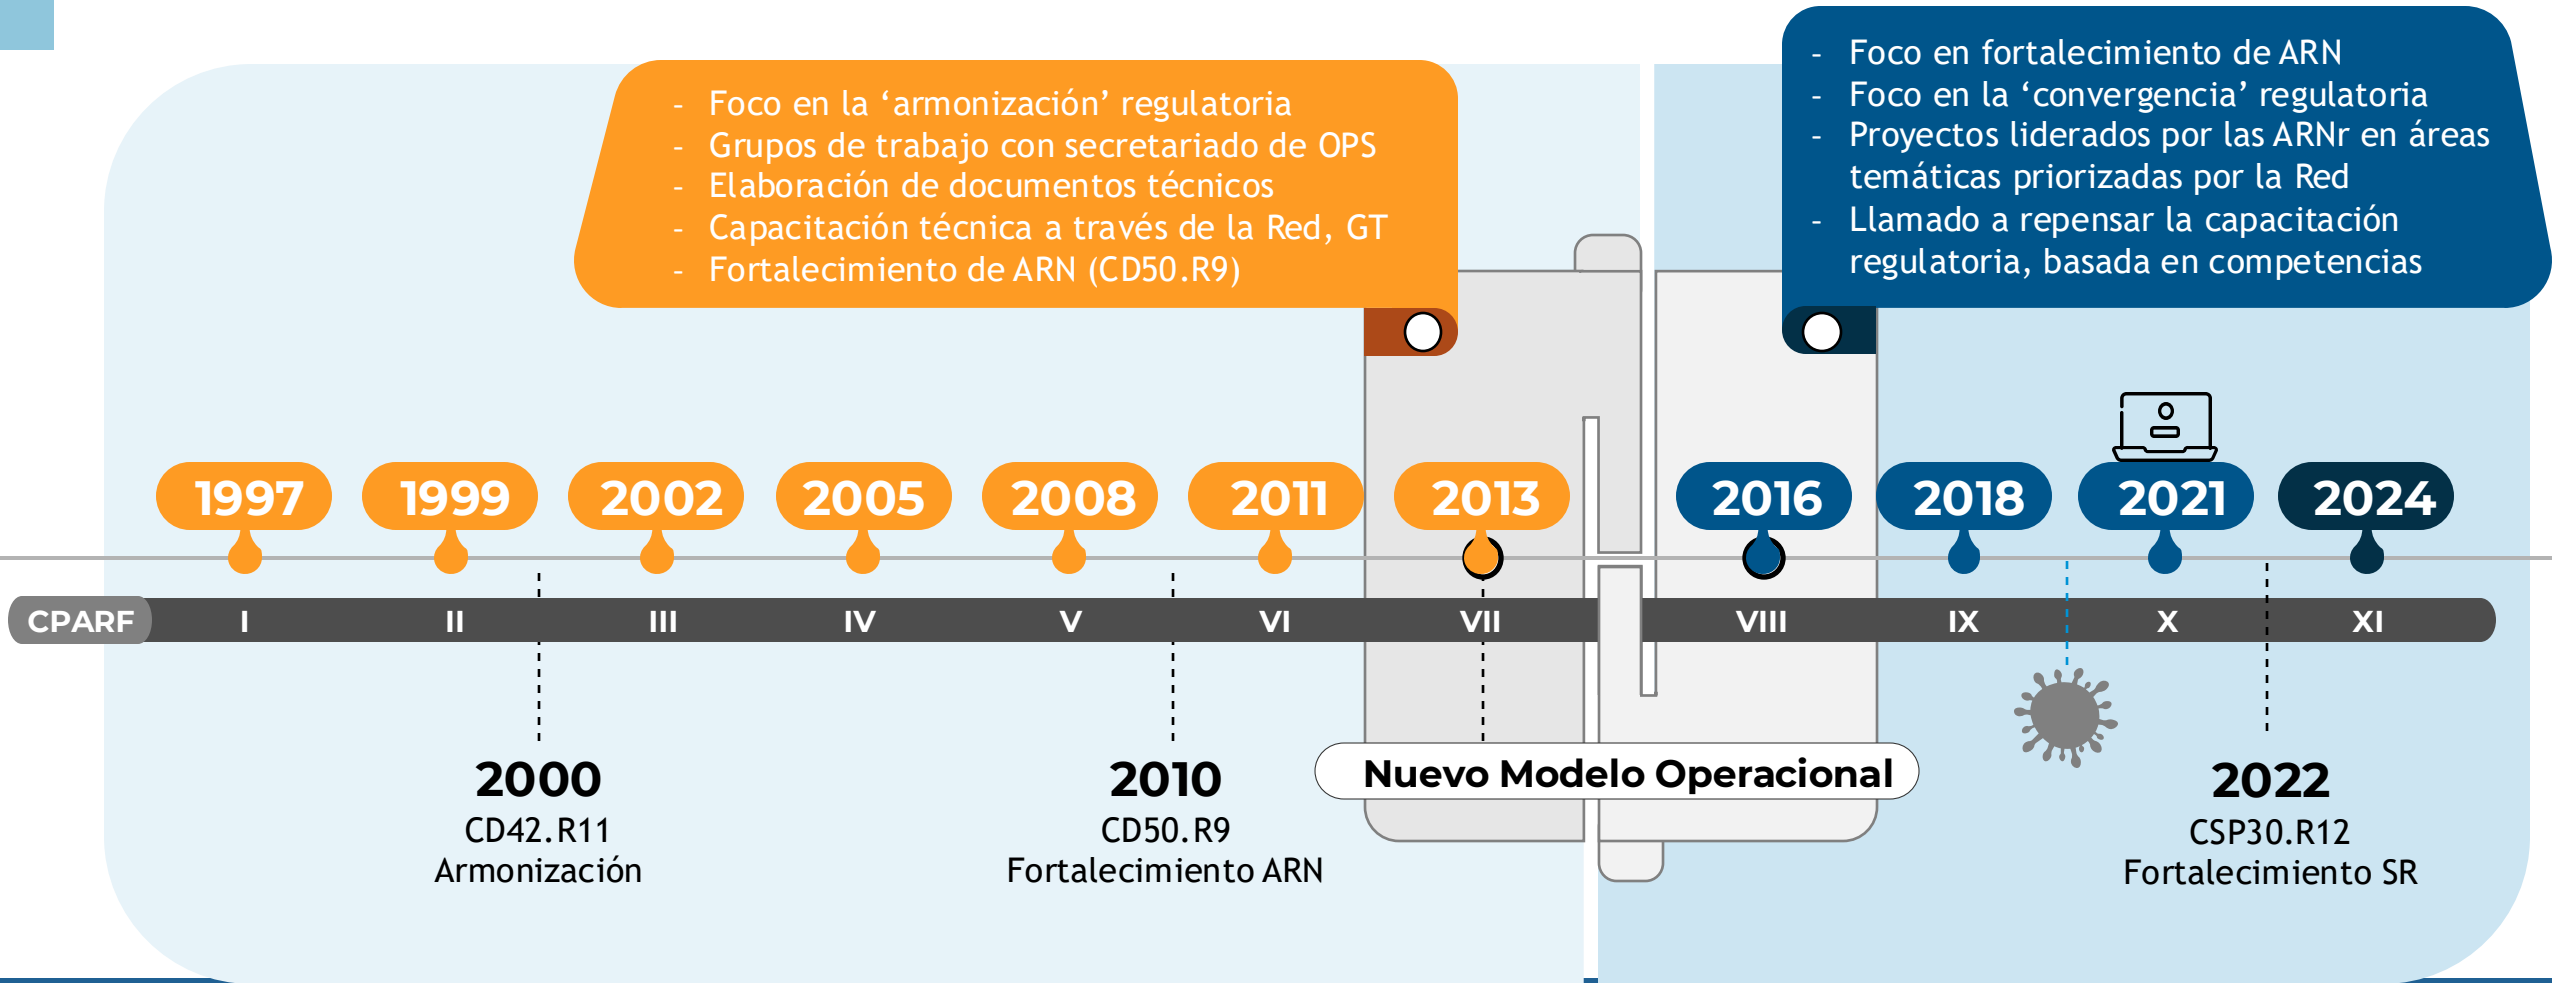 - Foco en la ‘armonización’ regulatoria
- Grupos de trabajo con secretariado de OPS
- Elaboración de documentos técnicos
- Capacitación técnica a través de la Red, GT
- Fortalecimiento de ARN (CD50.R9)
- Foco en fortalecimiento de ARN
- Foco en la ‘convergencia’ regulatoria
- Proyectos liderados por las ARNr en áreas
temáticas priorizadas por la Red
- Llamado a repensar la capacitación
regulatoria, basada en competencias
1997 1999 2002 2005 2008 2011 2013 2016 2018 2021 2024
CPARF I II III IV V VI VII VIII IX X XI
2000
CD42.R11
Armonización
2010
CD50.R9
Fortalecimiento ARN
Nuevo Modelo Operacional
2022
CSP30.R12
Fortalecimiento SR